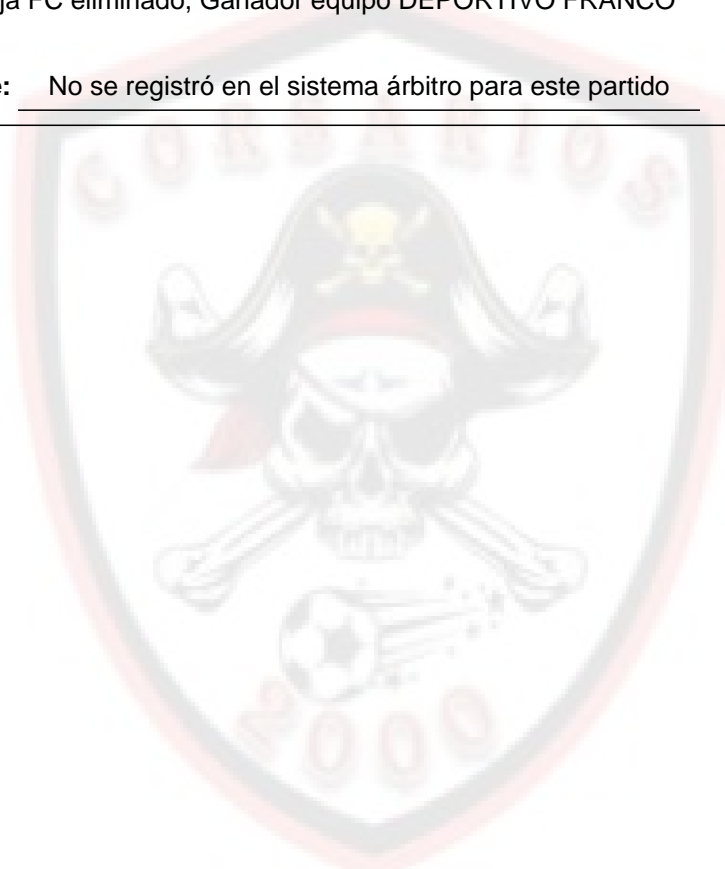 ja FC eliminado, Ganador equipo DEPORTIVO FRANCO
: No se registró en el sistema árbitro para este partido
CORSARIOS
2000